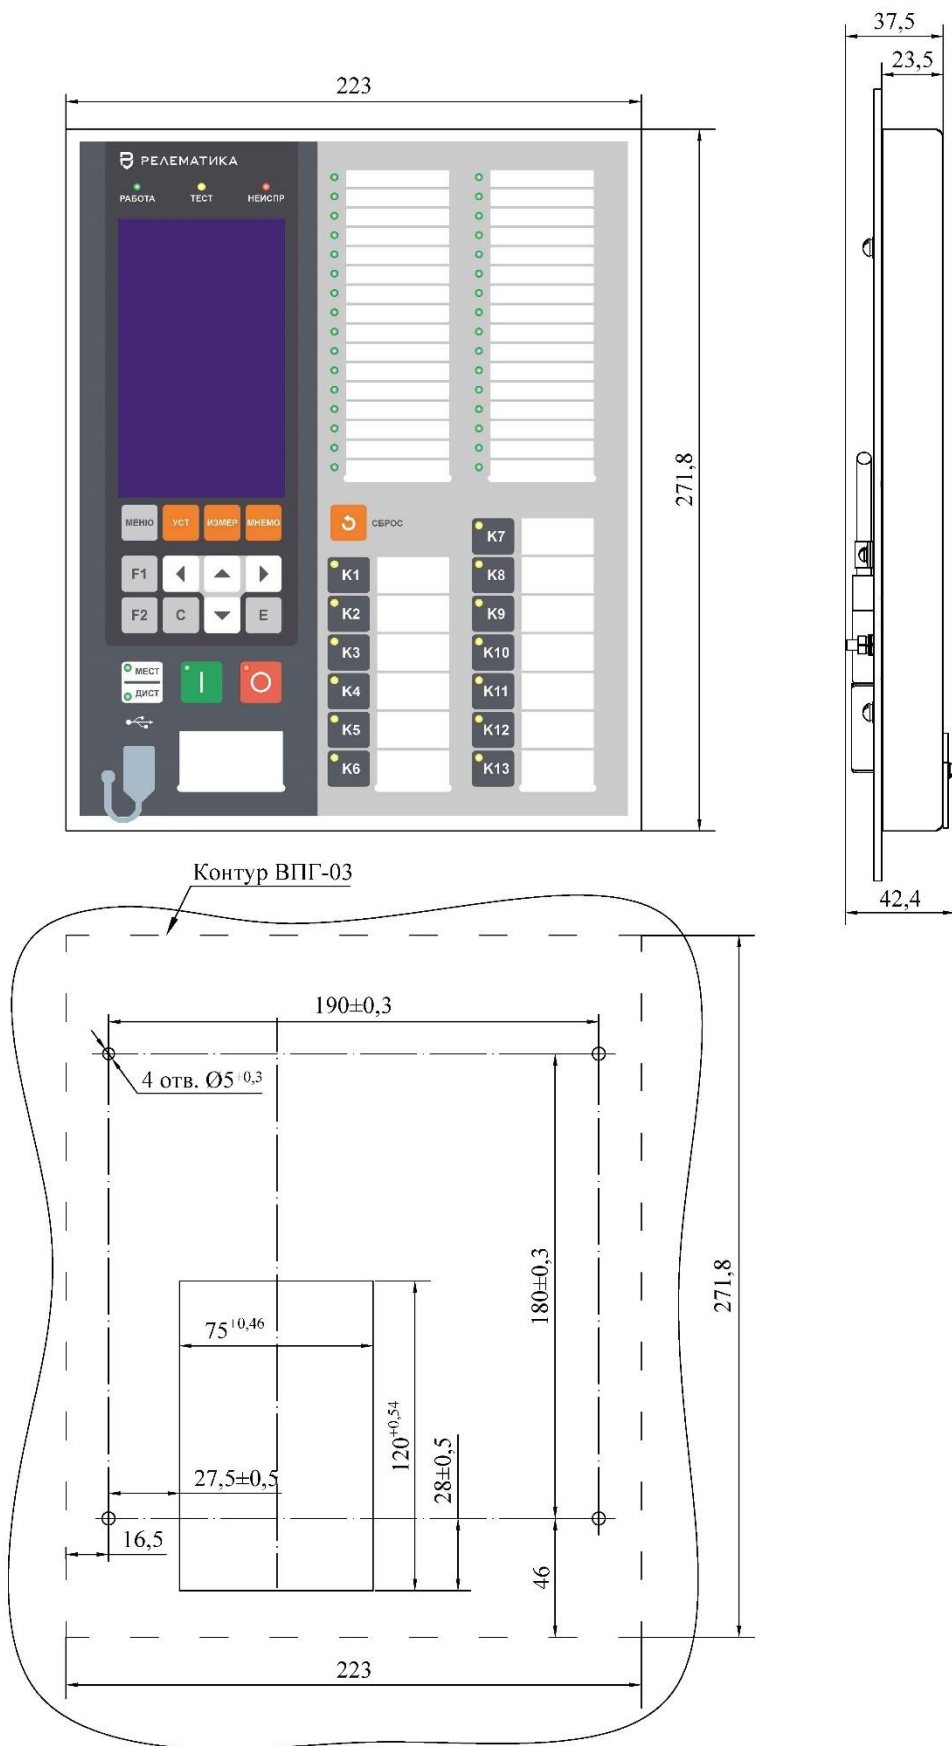 37,5
23,5
223
РЕЛЕМАТИКА
РАБОТА ТЕСТ НЕИСПР
271,8
МЕНЮ УСТ ИЗМЕР МНЕМО
СБРОС
F1
F2 C E
МЕСТ
ДИСТ
I O
K1
K2
K3
K4
K5
K6
K7
K8
K9
K10
K11
K12
K13
42,4
Контур ВПГ-03
190±0,3
4 отв. Ø5+0,3
180±0,3
271,8
75+0,46
120+0,54
28±0,5
27,5±0,5
16,5
46
223